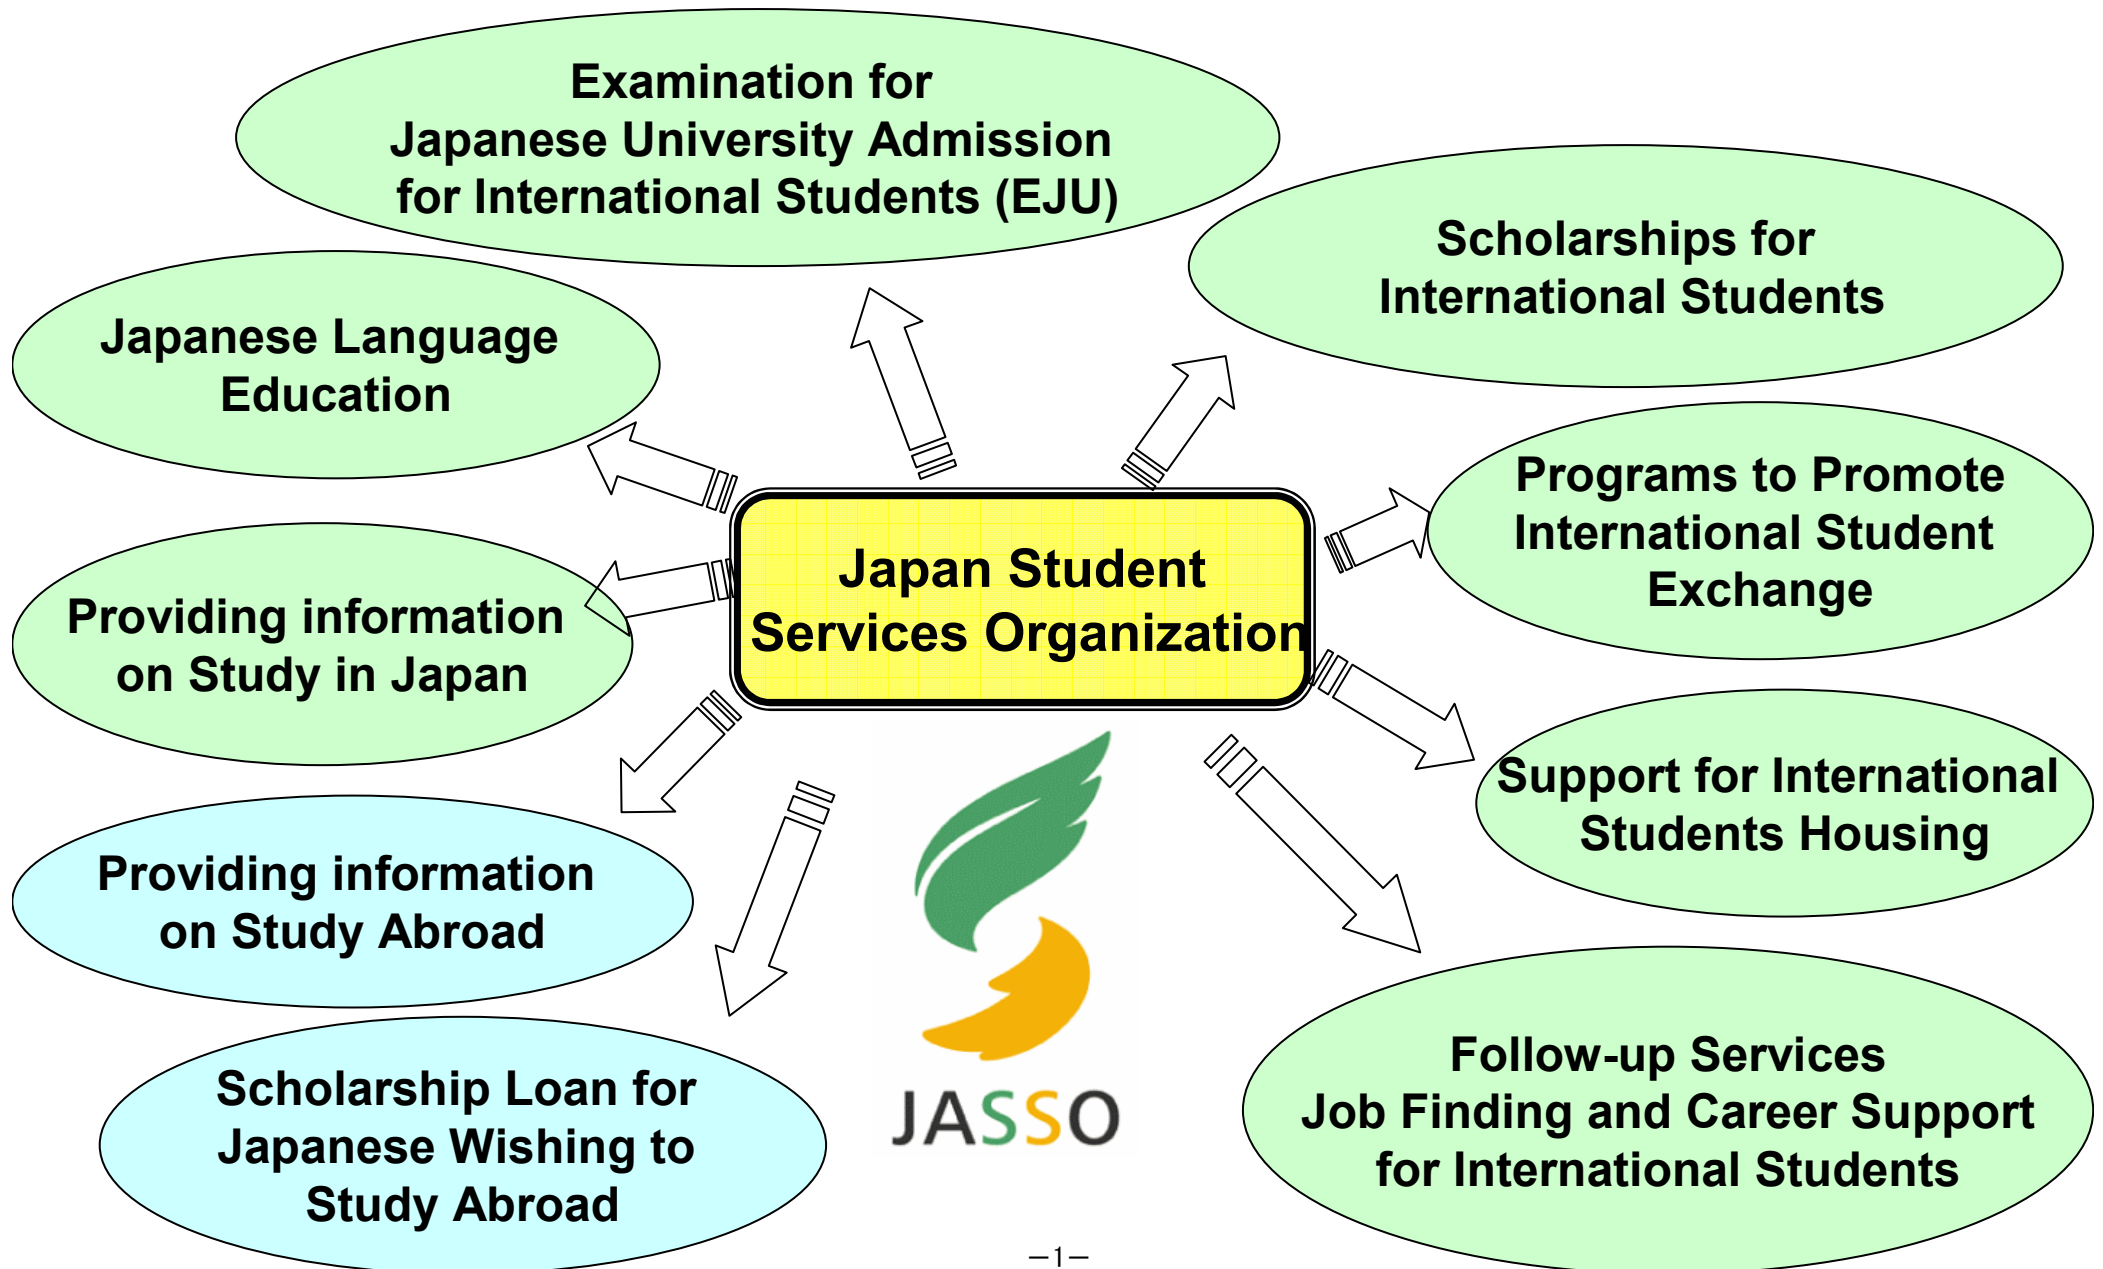 Examination for
Japanese University Admission
for International Students (EJU)
Scholarships for
International Students
Japanese Language
Education
Programs to Promote
International Student
Exchange
Japan Student
Services Organization
Providing information
on Study in Japan
Support for International
Students Housing
Providing information
on Study Abroad
Follow-up Services
Job Finding and Career Support
for International Students
Scholarship Loan for
Japanese Wishing to
Study Abroad
JASSO
－1－